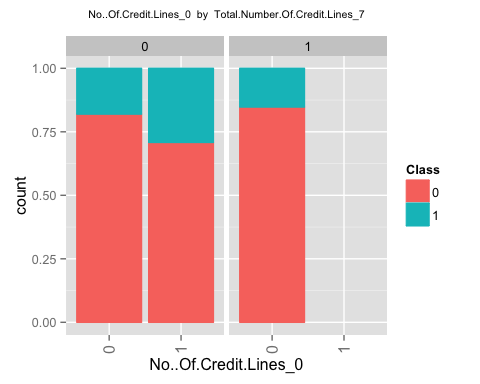 No..Of.Credit.Lines_0 by Total.Number.Of.Credit.Lines_7
0 1
1.00
0.75
0.50
0.25
0.00
count
0 1 0 1
No..Of.Credit.Lines_0
Class
0
1